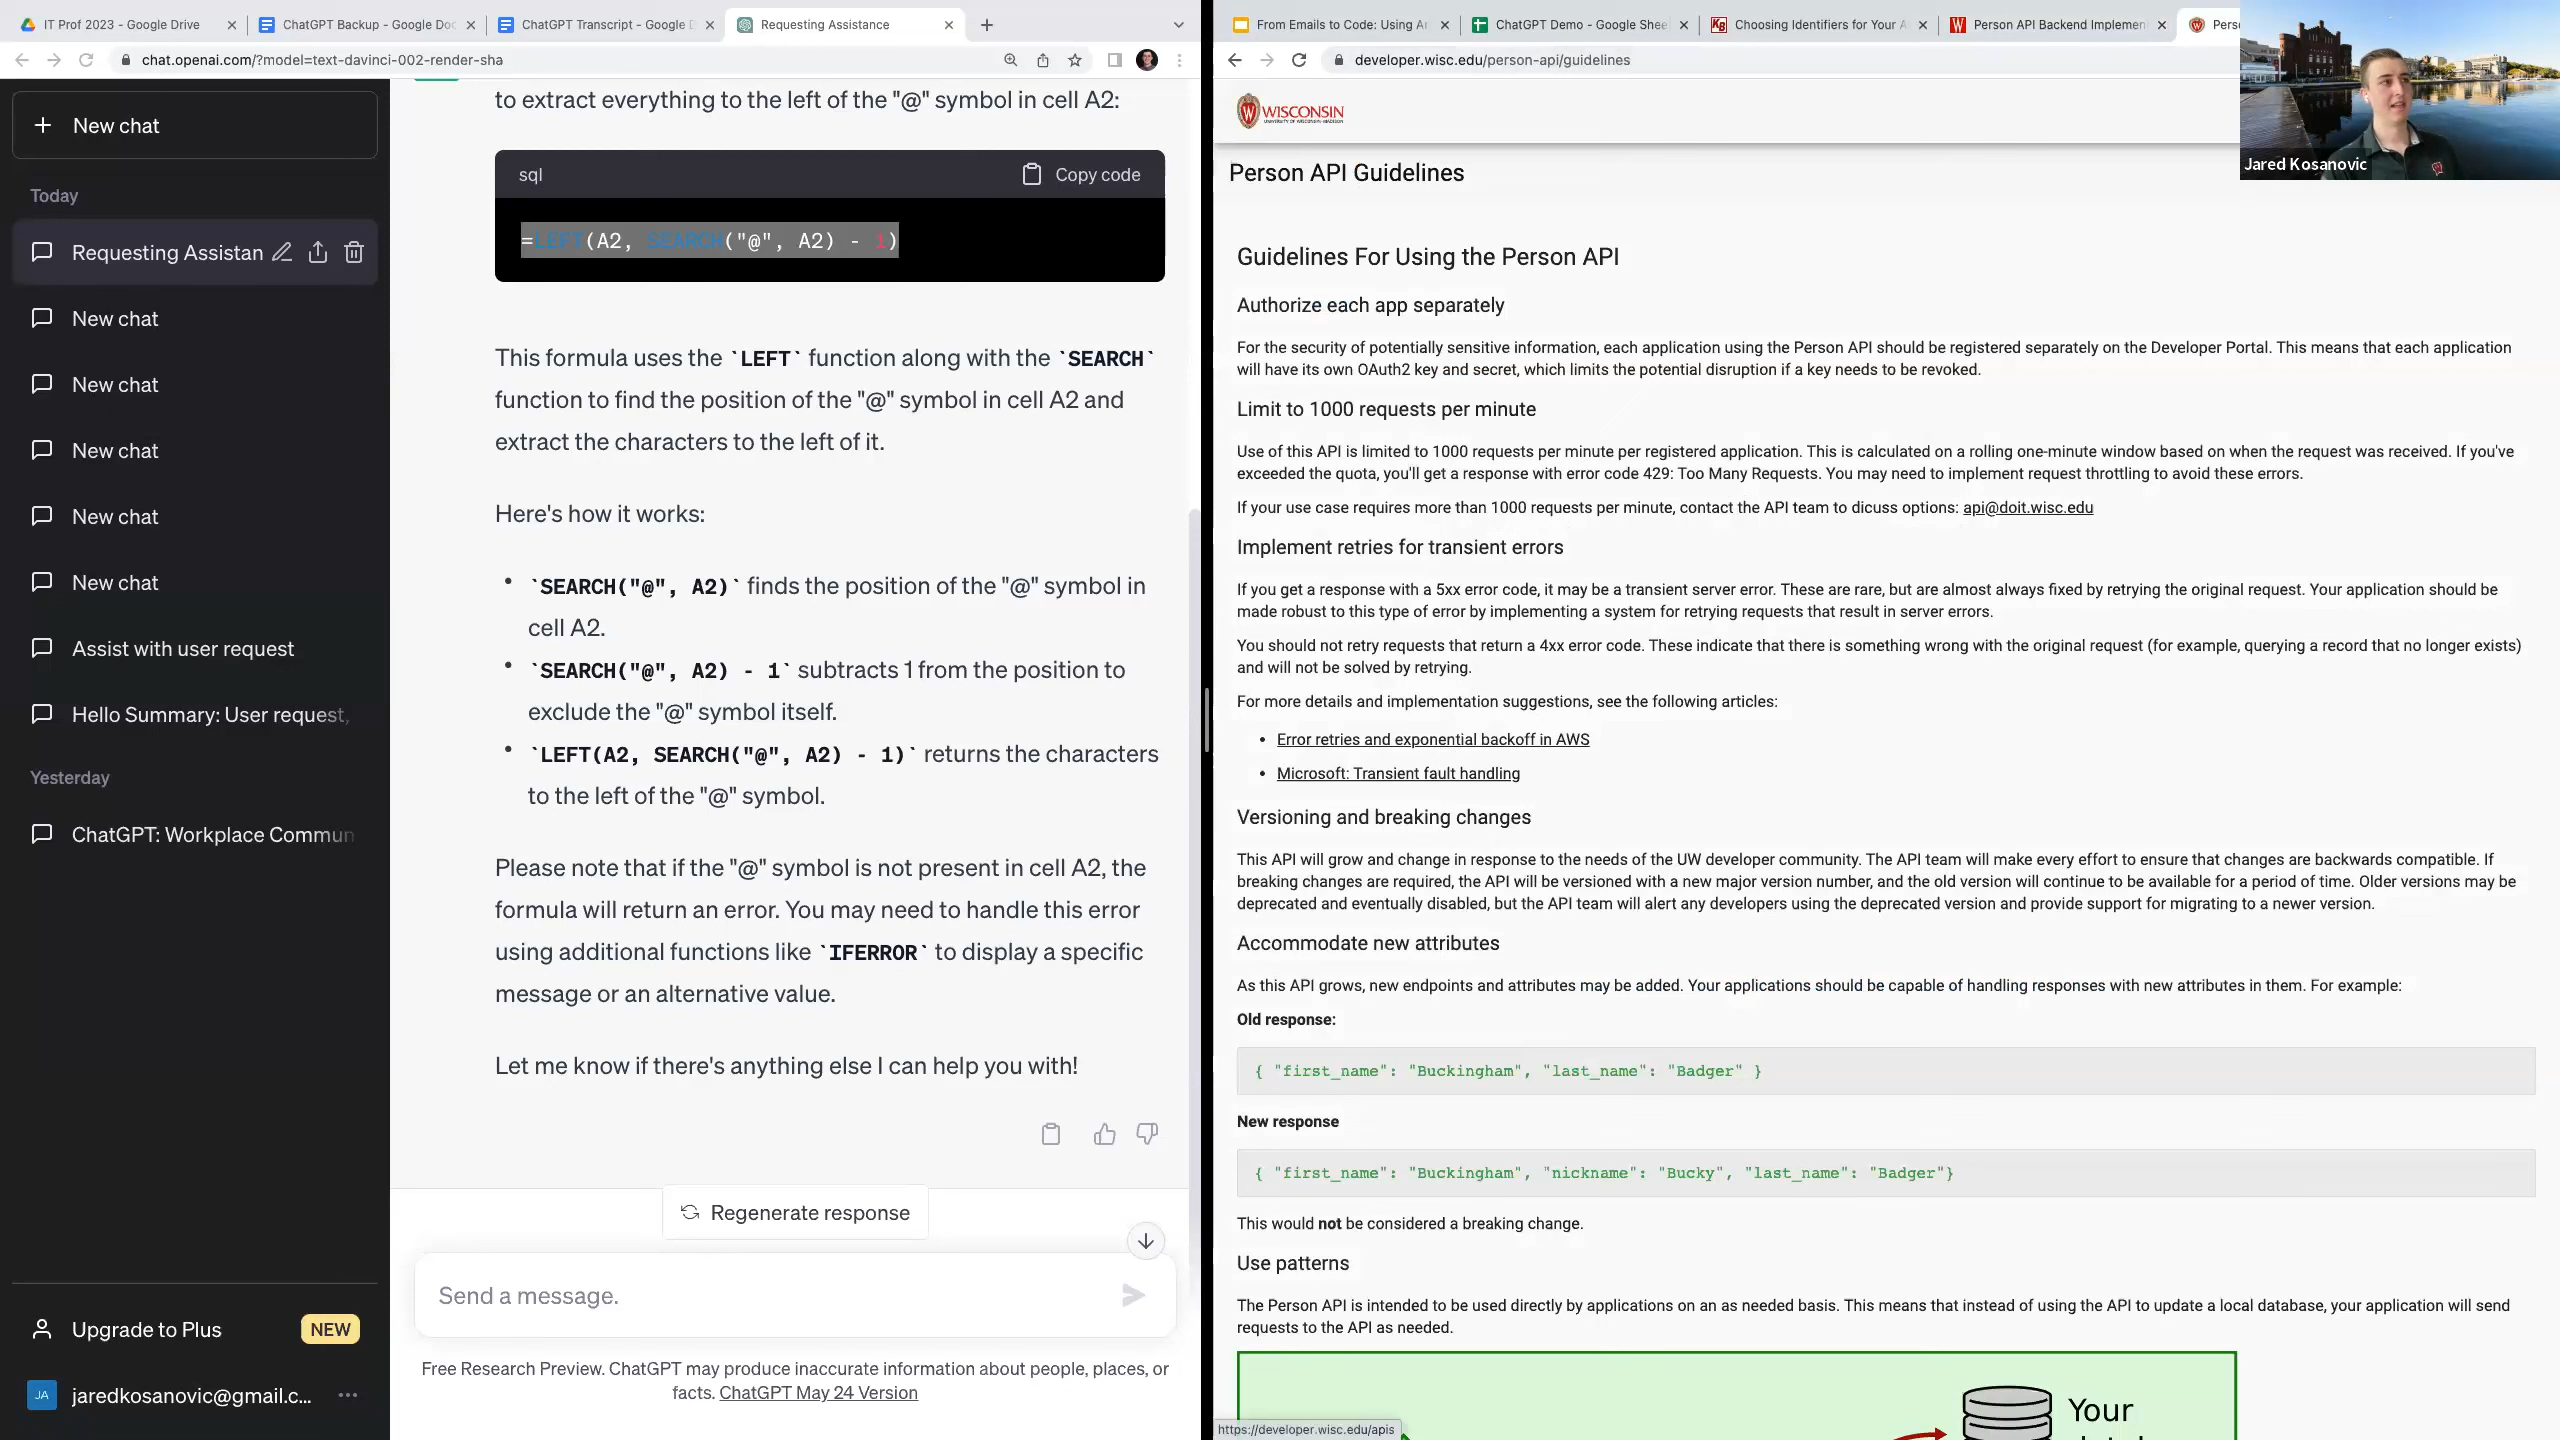 IT Prof 2023 - Google Drive
ChatGPT Backup - Google Doc
ChatGPT Transcript - Google D
Requesting Assistance
chat.openai.com/?model=text-davinci-002-render-sha
New chat
Today
Requesting Assistan
New chat
New chat
New chat
New chat
New chat
Assist with user request
Hello Summary: User request,
Yesterday
ChatGPT: Workplace Commun
Upgrade to Plus NEW
JA jaredkosanovic@gmail.c...
to extract everything to the left of the "@" symbol in cell A2:
sql Copy code
=LEFT(A2, SEARCH("@", A2) - 1)
This formula uses the `LEFT` function along with the `SEARCH`
function to find the position of the "@" symbol in cell A2 and
extract the characters to the left of it.
Here's how it works:
• `SEARCH("@", A2)` finds the position of the "@" symbol in
cell A2.
• `SEARCH("@", A2) - 1` subtracts 1 from the position to
exclude the "@" symbol itself.
• `LEFT(A2, SEARCH("@", A2) - 1)` returns the characters
to the left of the "@" symbol.
Please note that if the "@" symbol is not present in cell A2, the
formula will return an error. You may need to handle this error
using additional functions like `IFERROR` to display a specific
message or an alternative value.
Let me know if there's anything else I can help you with!
Regenerate response
Send a message.
Free Research Preview. ChatGPT may produce inaccurate information about people, places, or
facts. ChatGPT May 24 Version
From Emails to Code: Using A
ChatGPT Demo - Google Shee
Choosing Identifiers for Your A
Person API Backend Implemen
Pers
developer.wisc.edu/person-api/guidelines
WISCONSIN
UNIVERSITY OF WISCONSIN-MADISON
Jared Kosanovic
Person API Guidelines
Guidelines For Using the Person API
Authorize each app separately
For the security of potentially sensitive information, each application using the Person API should be registered separately on the Developer Portal. This means that each application
will have its own OAuth2 key and secret, which limits the potential disruption if a key needs to be revoked.
Limit to 1000 requests per minute
Use of this API is limited to 1000 requests per minute per registered application. This is calculated on a rolling one-minute window based on when the request was received. If you've
exceeded the quota, you'll get a response with error code 429: Too Many Requests. You may need to implement request throttling to avoid these errors.
If your use case requires more than 1000 requests per minute, contact the API team to dicuss options: api@doit.wisc.edu
Implement retries for transient errors
If you get a response with a 5xx error code, it may be a transient server error. These are rare, but are almost always fixed by retrying the original request. Your application should be
made robust to this type of error by implementing a system for retrying requests that result in server errors.
You should not retry requests that return a 4xx error code. These indicate that there is something wrong with the original request (for example, querying a record that no longer exists)
and will not be solved by retrying.
For more details and implementation suggestions, see the following articles:
• Error retries and exponential backoff in AWS
• Microsoft: Transient fault handling
Versioning and breaking changes
This API will grow and change in response to the needs of the UW developer community. The API team will make every effort to ensure that changes are backwards compatible. If
breaking changes are required, the API will be versioned with a new major version number, and the old version will continue to be available for a period of time. Older versions may be
deprecated and eventually disabled, but the API team will alert any developers using the deprecated version and provide support for migrating to a newer version.
Accommodate new attributes
As this API grows, new endpoints and attributes may be added. Your applications should be capable of handling responses with new attributes in them. For example:
Old response:
{ "first_name": "Buckingham", "last_name": "Badger" }
New response
{ "first_name": "Buckingham", "nickname": "Bucky", "last_name": "Badger"}
This would not be considered a breaking change.
Use patterns
The Person API is intended to be used directly by applications on an as needed basis. This means that instead of using the API to update a local database, your application will send
requests to the API as needed.
Your
https://developer.wisc.edu/apis